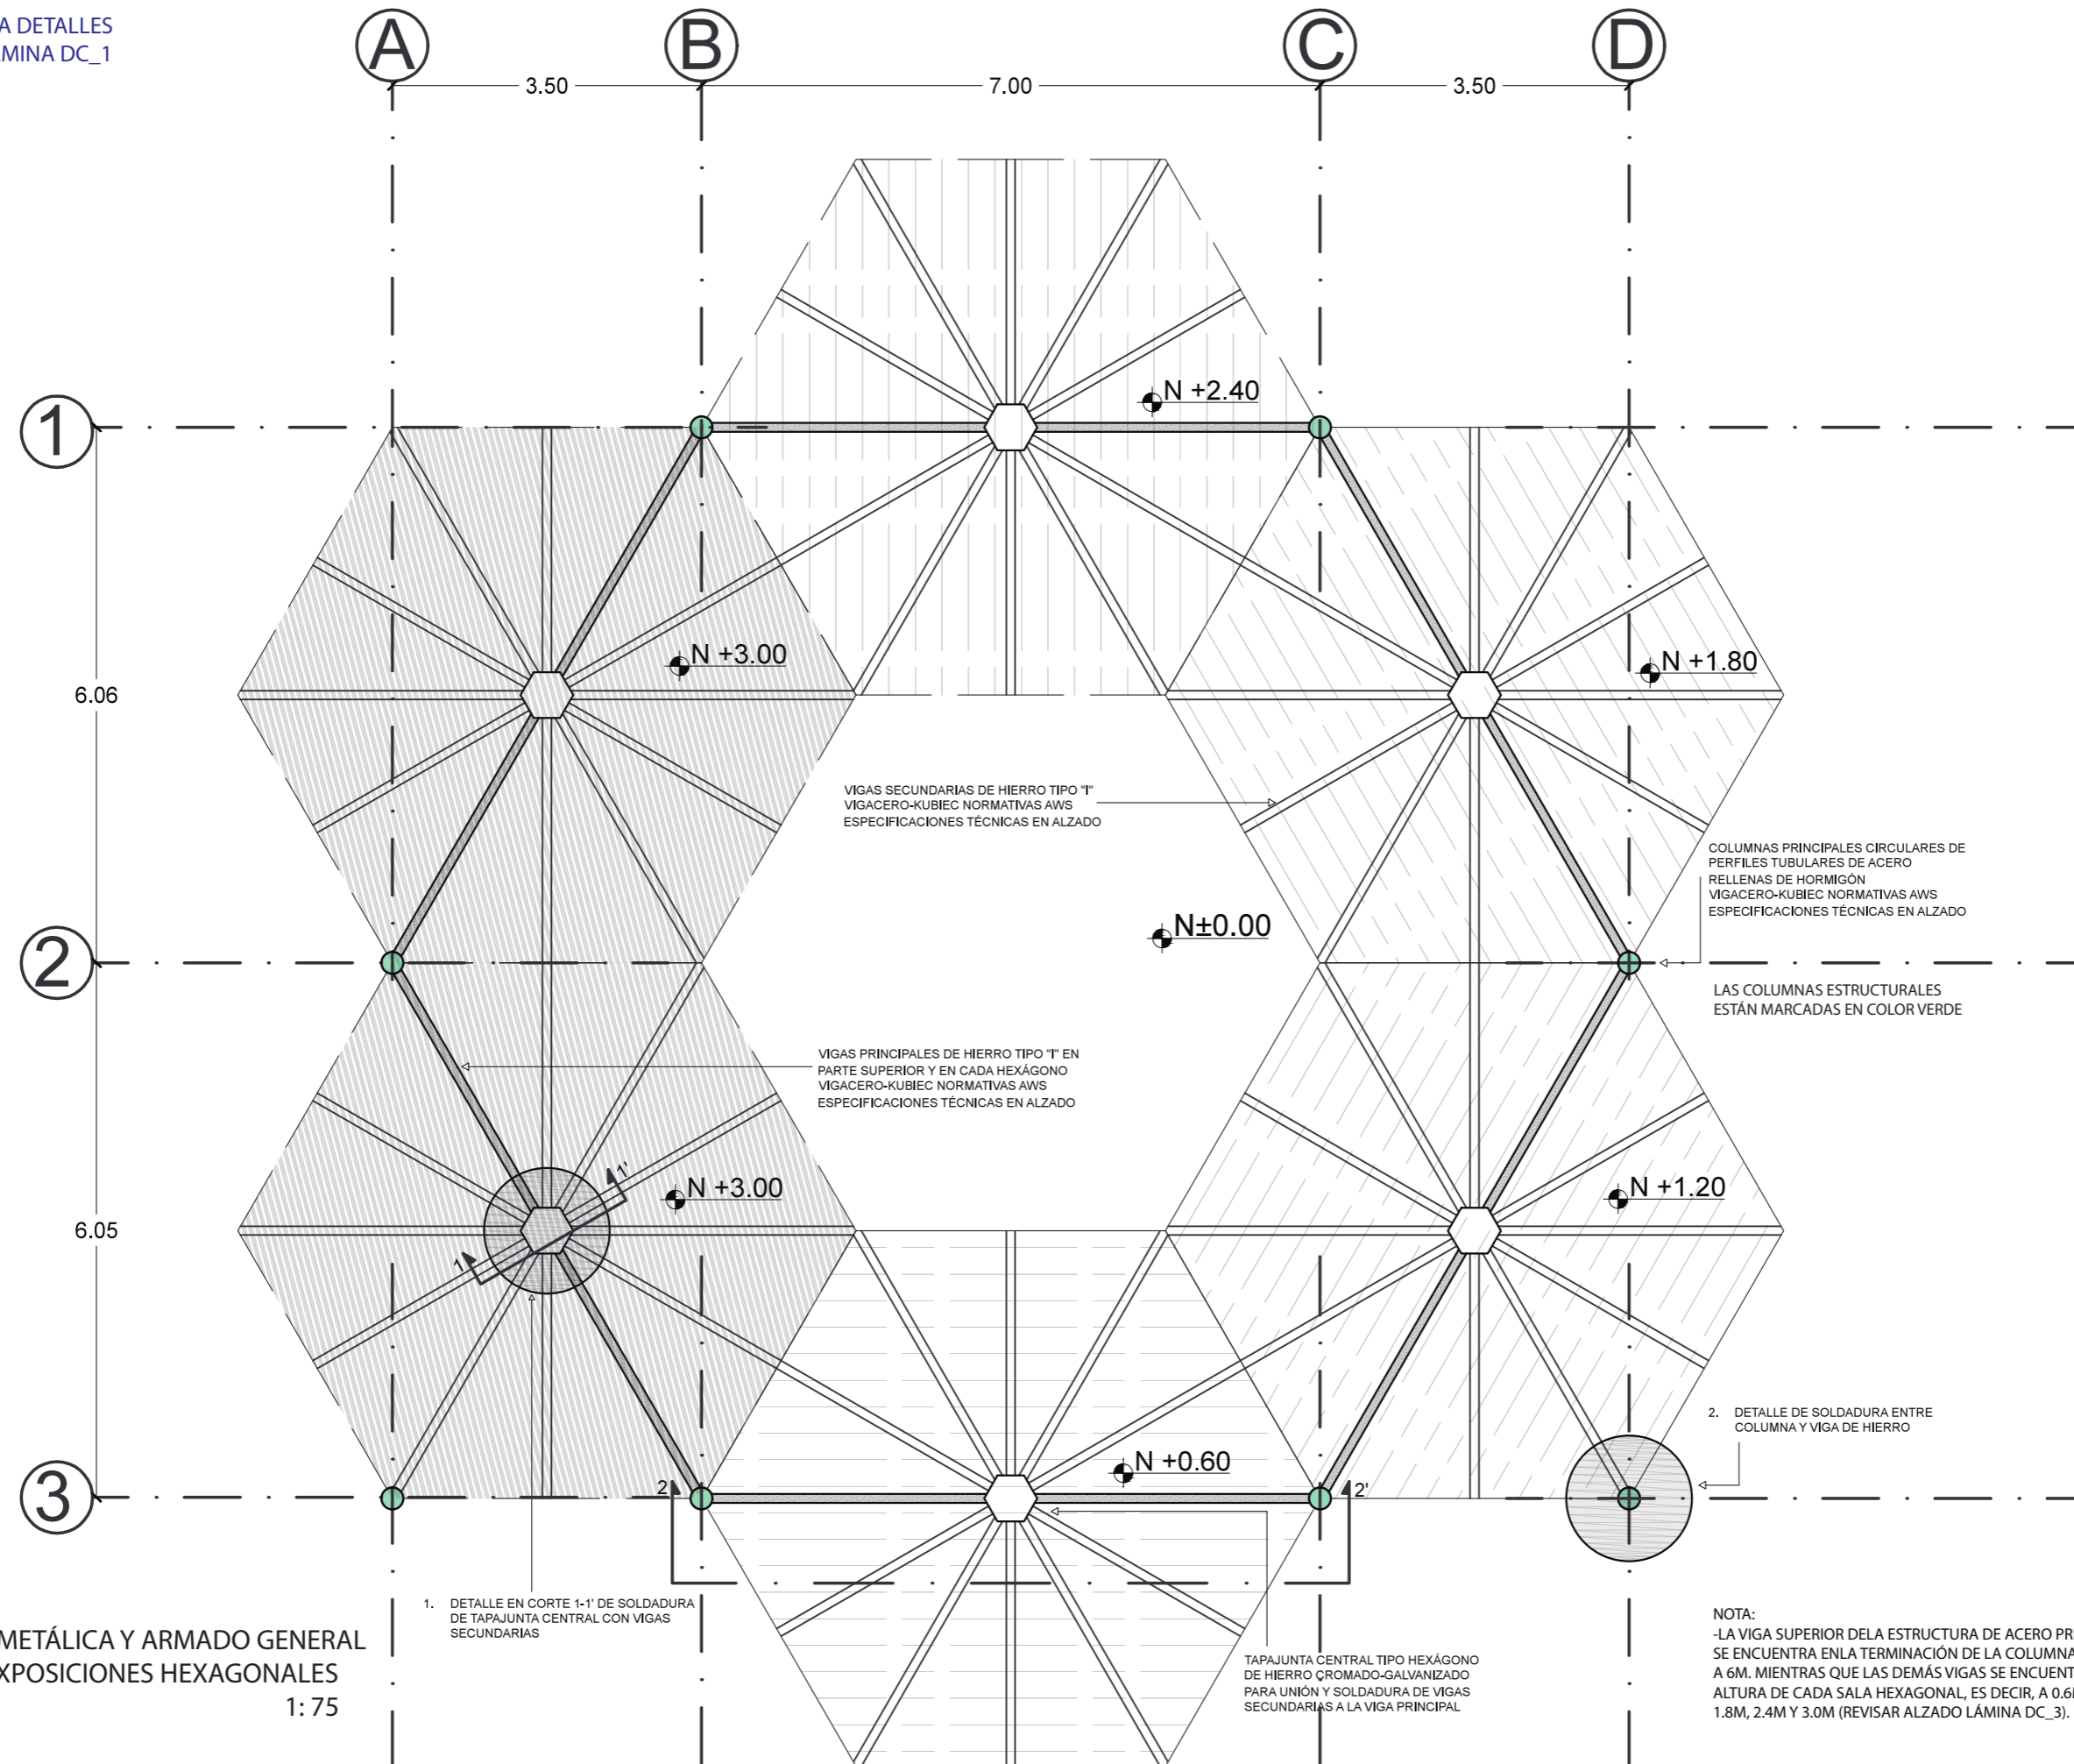 A DETALLES
MINA DC_1
A
B
C
D
3.50
7.00
3.50
1
N +2.40
6.06
N +3.00
N +1.80
VIGAS SECUNDARIAS DE HIERRO TIPO "I"
VIGACERO-KUBIEC NORMATIVAS AWS
ESPECIFICACIONES TÉCNICAS EN ALZADO
COLUMNAS PRINCIPALES CIRCULARES DE
PERFILES TUBULARES DE ACERO
RELLENAS DE HORMIGÓN
VIGACERO-KUBIEC NORMATIVAS AWS
ESPECIFICACIONES TÉCNICAS EN ALZADO
2
N±0.00
LAS COLUMNAS ESTRUCTURALES
ESTÁN MARCADAS EN COLOR VERDE
VIGAS PRINCIPALES DE HIERRO TIPO "I" EN
PARTE SUPERIOR Y EN CADA HEXÁGONO
VIGACERO-KUBIEC NORMATIVAS AWS
ESPECIFICACIONES TÉCNICAS EN ALZADO
6.05
1'
N +3.00
N +1.20
1
2. DETALLE DE SOLDADURA ENTRE
COLUMNA Y VIGA DE HIERRO
3
N +0.60
2
2'
1. DETALLE EN CORTE 1-1' DE SOLDADURA
DE TAPAJUNTA CENTRAL CON VIGAS
SECUNDARIAS
METÁLICA Y ARMADO GENERAL
XPOSICIONES HEXAGONALES
1: 75
TAPAJUNTA CENTRAL TIPO HEXÁGONO
DE HIERRO CROMADO-GALVANIZADO
PARA UNIÓN Y SOLDADURA DE VIGAS
SECUNDARIAS A LA VIGA PRINCIPAL
NOTA:
-LA VIGA SUPERIOR DELA ESTRUCTURA DE ACERO PR
SE ENCUENTRA ENLA TERMINACIÓN DE LA COLUMNA
A 6M. MIENTRAS QUE LAS DEMÁS VIGAS SE ENCUENT
ALTURA DE CADA SALA HEXAGONAL, ES DECIR, A 0.6
1.8M, 2.4M Y 3.0M (REVISAR ALZADO LÁMINA DC_3).